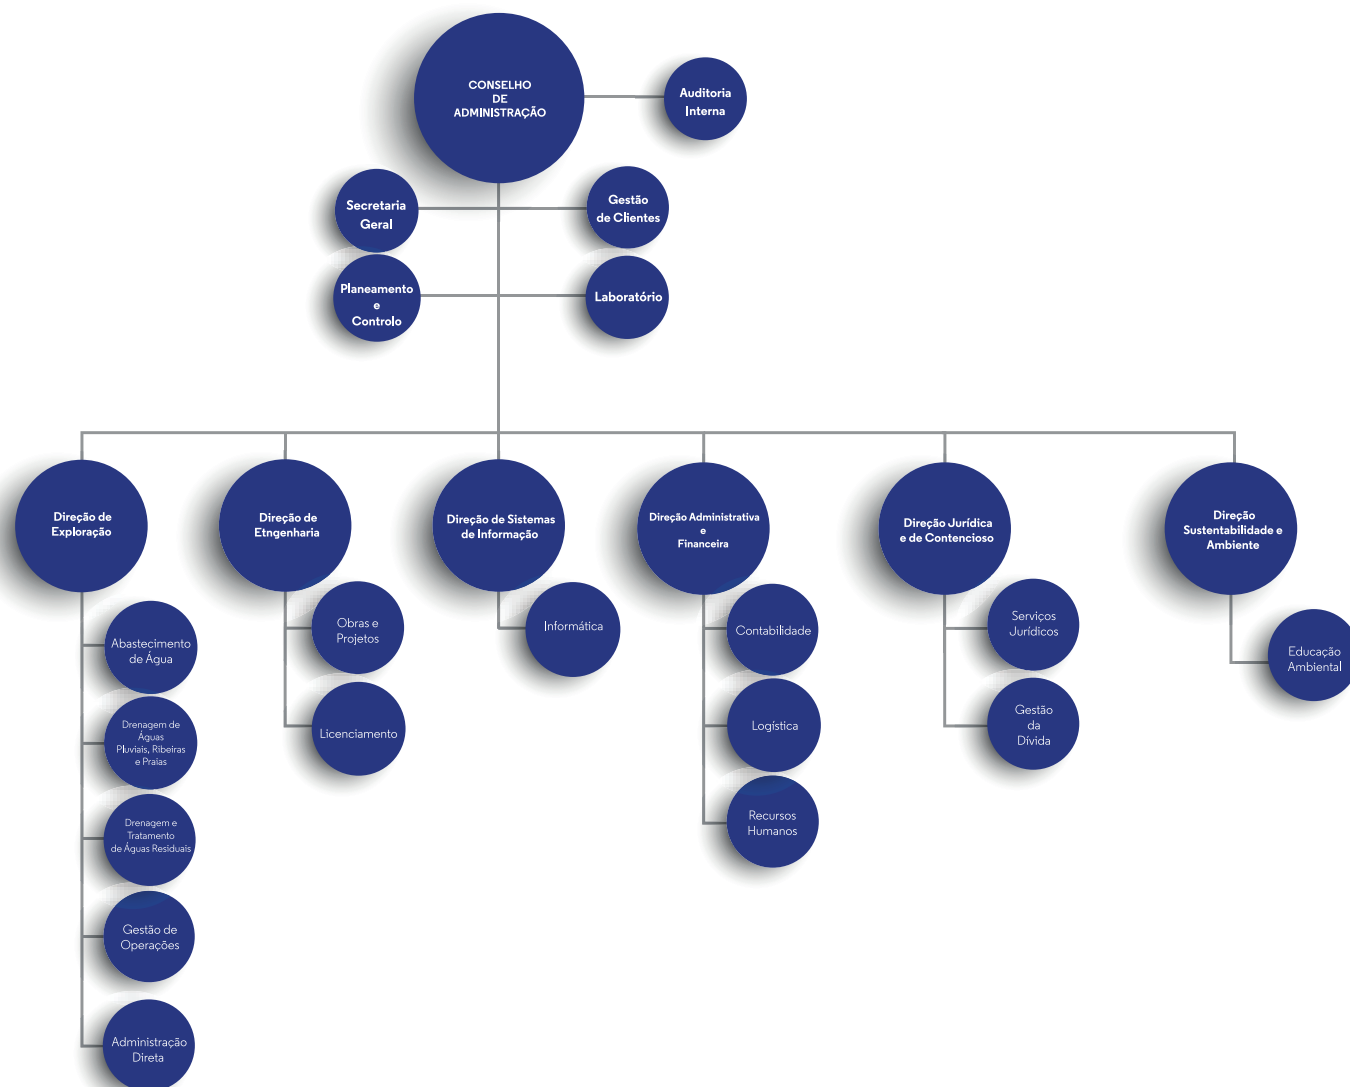 CONSELHO
DE
ADMINISTRAÇÃO
Auditoria
Interna
Secretaria
Geral
Gestão
de Clientes
Planeamento
e
Controlo
Laboratório
Direção de
Exploração
Direção de
Etngenharia
Direção de Sistemas
de Informação
Direção Administrativa
e
Financeira
Direção Jurídica
e de Contencioso
Direção
Sustentabilidade e
Ambiente
Abastecimento
de Água
Drenagem de
Águas
Pluviais, Ribeiras
e Praias
Drenagem e
Tratamento
de Águas Residuais
Gestão de
Operações
Administração
Direta
Obras e
Projetos
Licenciamento
Informática
Contabilidade
Logística
Recursos
Humanos
Serviços
Jurídicos
Gestão
da
Dívida
Educação
Ambiental